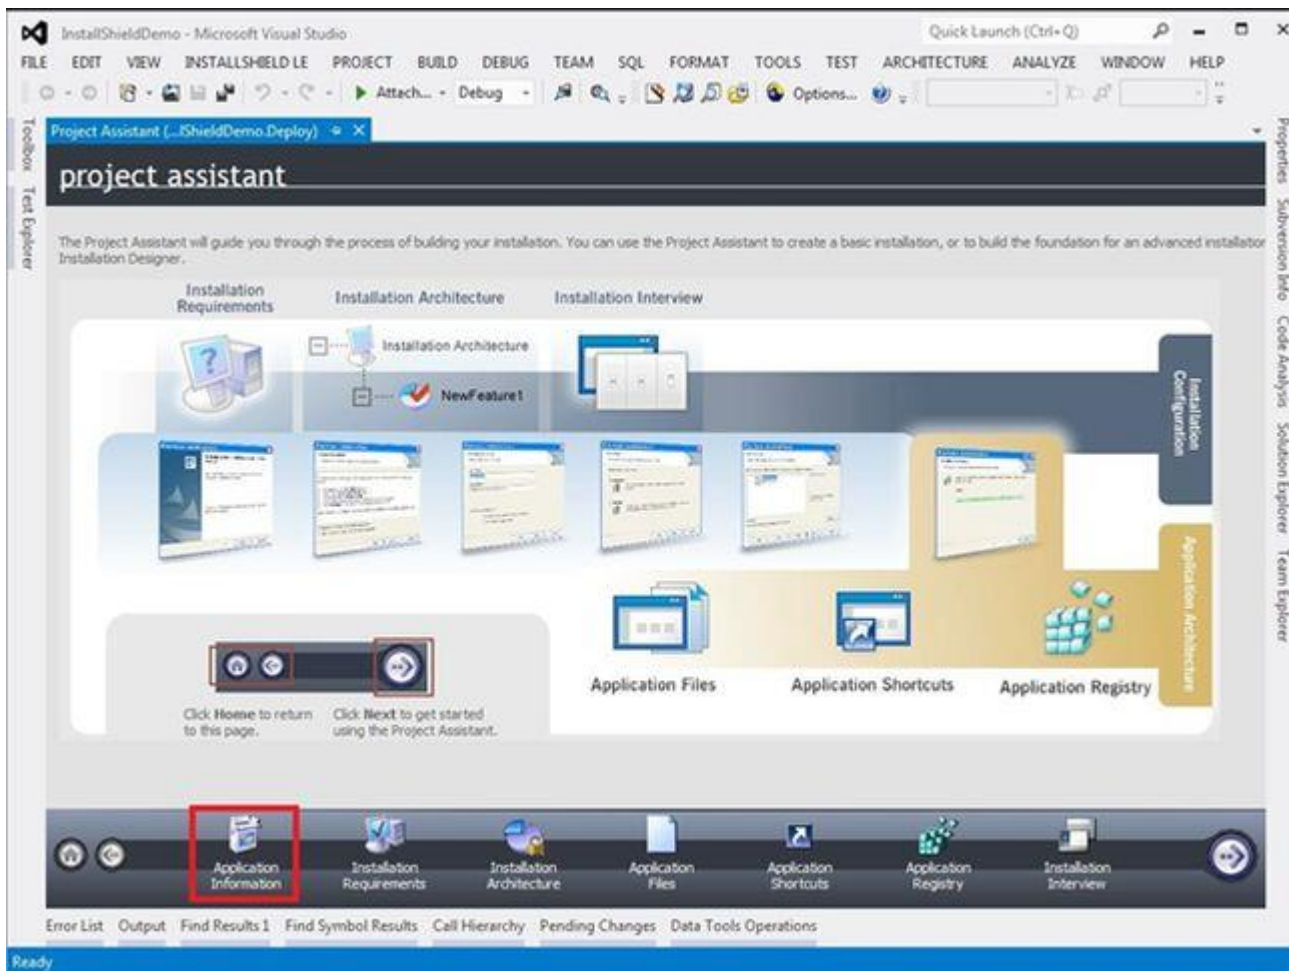 InstallShieldDemo - Microsoft Visual Studio
Quick Launch (Ctrl+Q)
FILE EDIT VIEW INSTALLSHIELD LE PROJECT BUILD DEBUG TEAM SQL FORMAT TOOLS TEST ARCHITECTURE ANALYZE WINDOW HELP
Attach... Debug Options...
Toolbox
Test Explorer
Project Assistant (...lShieldDemo.Deploy)
project assistant
The Project Assistant will guide you through the process of building your installation. You can use the Project Assistant to create a basic installation, or to build the foundation for an advanced installation
Installation Designer.
Installation
Requirements
Installation Architecture
Installation Interview
Installation Architecture
NewFeature1
Installation
Configuration
Application Architecture
Application Files
Application Shortcuts
Application Registry
Click Home to return
to this page.
Click Next to get started
using the Project Assistant.
Properties
Subversion Info
Code Analysis
Solution Explorer
Team Explorer
Application
Information
Installation
Requirements
Installation
Architecture
Application
Files
Application
Shortcuts
Application
Registry
Installation
Interview
Error List Output Find Results 1 Find Symbol Results Call Hierarchy Pending Changes Data Tools Operations
Ready